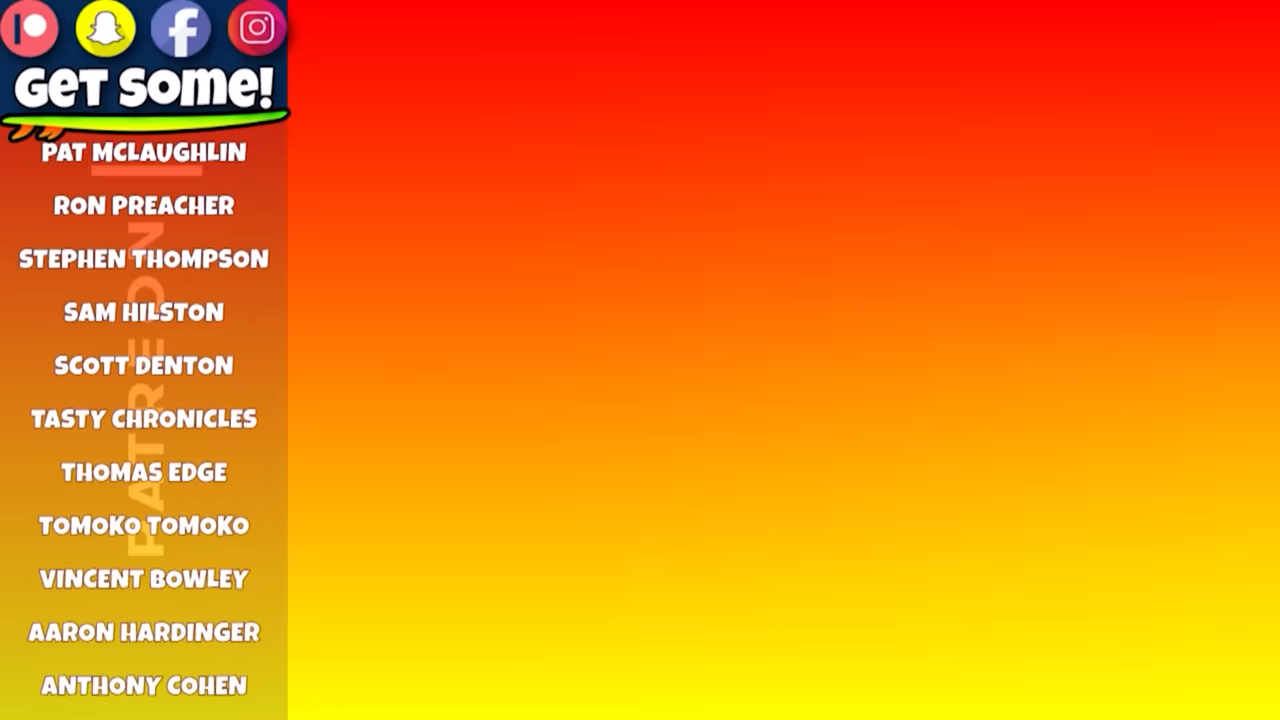 GET SOME!
PAT MCLAUGHLIN
RON PREACHER
STEPHEN THOMPSON
SAM HILSTON
SCOTT DENTON
TASTY CHRONICLES
THOMAS EDGE
TOMOKO TOMOKO
VINCENT BOWLEY
AARON HARDINGER
ANTHONY COHEN
PATREON